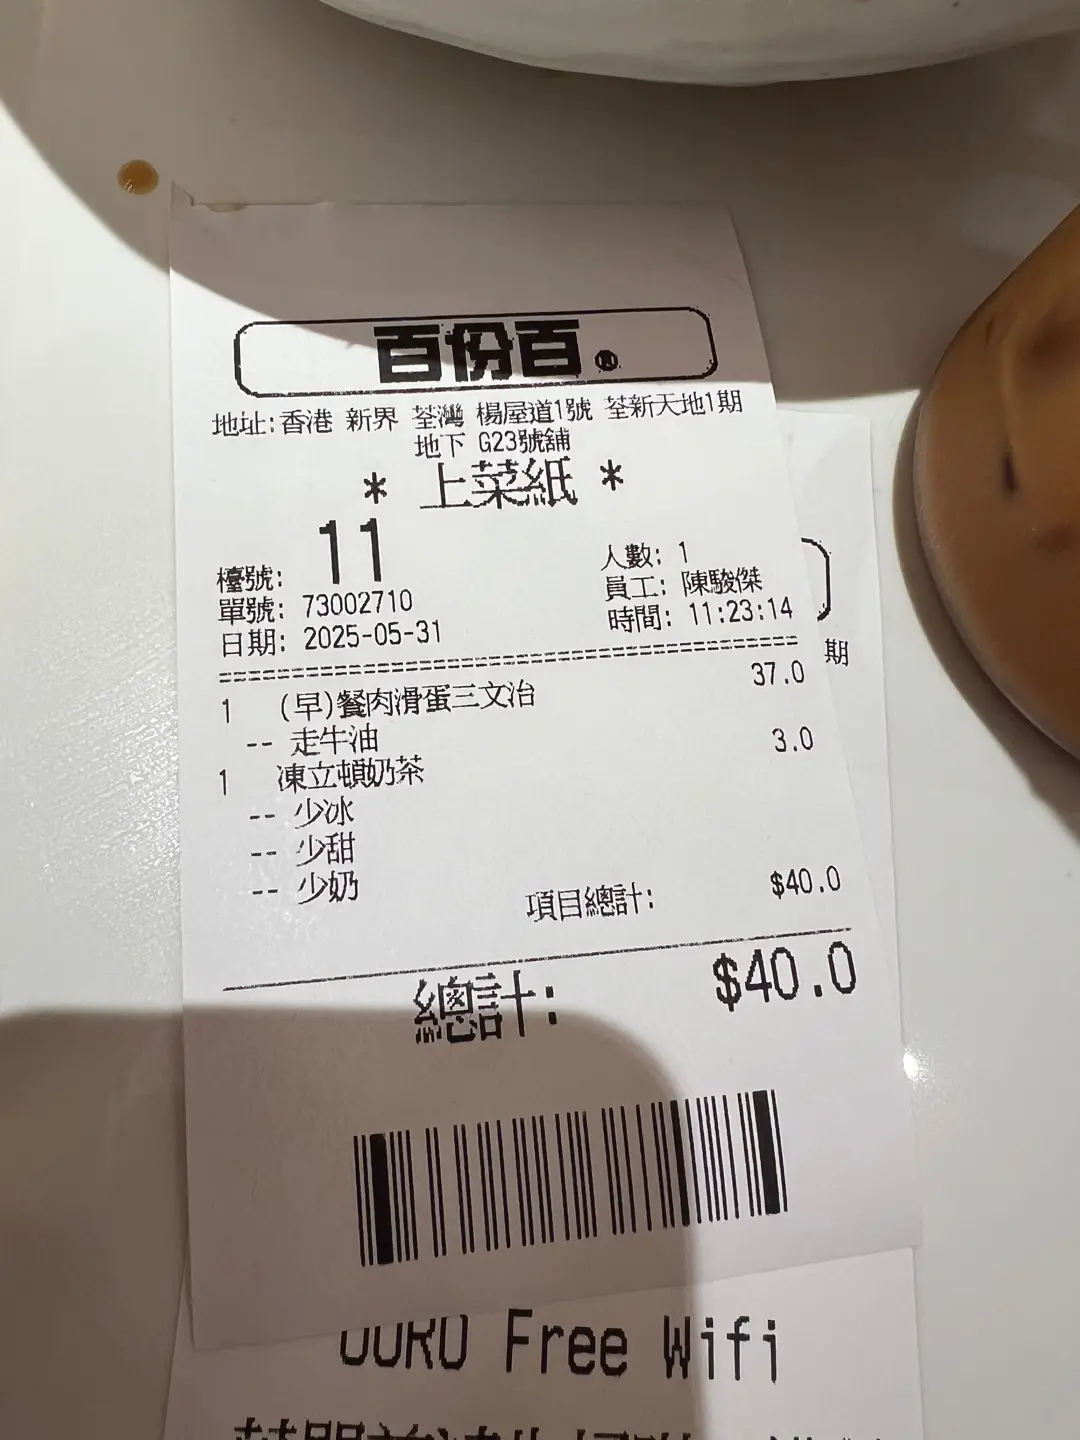 百份百®
地址:香港 新界 荃灣 楊屋道1號 荃新天地1期
地下 G23號舖
* 上菜紙 *
檯號: 11
人數: 1
單號: 73002710
員工: 陳駿傑
日期: 2025-05-31
時間: 11:23:14
期
1 (早)餐肉滑蛋三文治 37.0
-- 走牛油
1 凍立頓奶茶 3.0
-- 少冰
-- 少甜
-- 少奶
項目總計: $40.0
總計: $40.0
Free Wifi